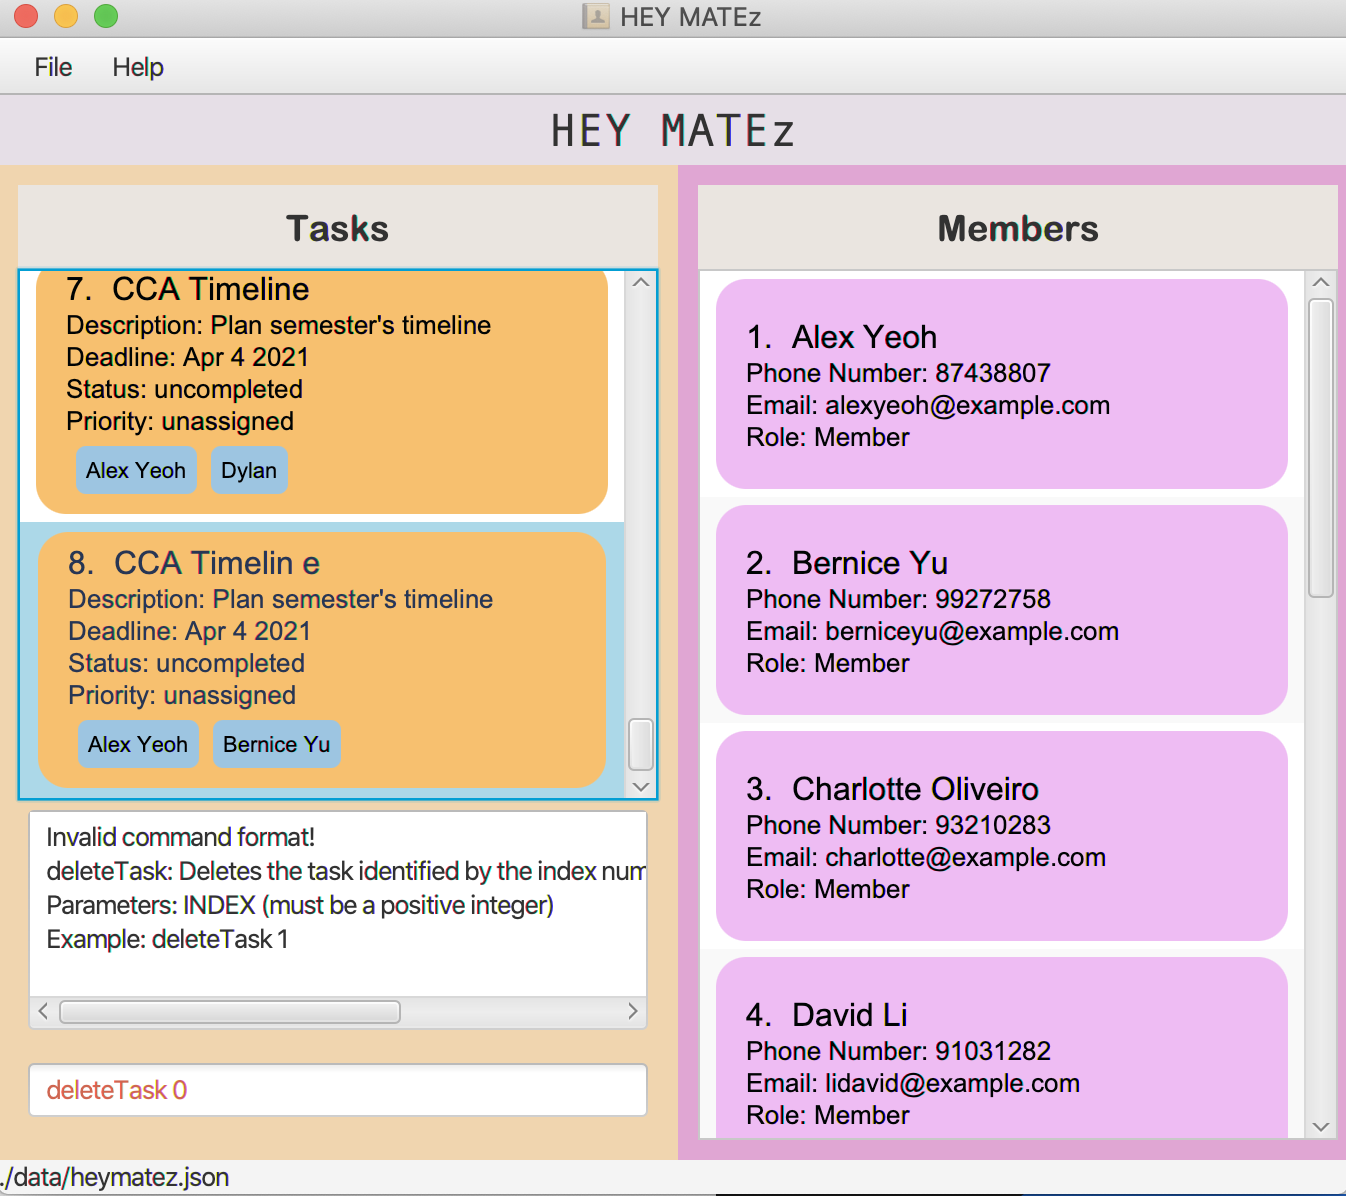 HEY MATEz
File Help
HEY MATEz
Tasks
7. CCA Timeline
Description: Plan semester's timeline
Deadline: Apr 4 2021
Status: uncompleted
Priority: unassigned
Alex Yeoh Dylan
8. CCA Timelin e
Description: Plan semester's timeline
Deadline: Apr 4 2021
Status: uncompleted
Priority: unassigned
Alex Yeoh Bernice Yu
Invalid command format!
deleteTask: Deletes the task identified by the index num
Parameters: INDEX (must be a positive integer)
Example: deleteTask 1
deleteTask 0
Members
1. Alex Yeoh
Phone Number: 87438807
Email: alexyeoh@example.com
Role: Member
2. Bernice Yu
Phone Number: 99272758
Email: berniceyu@example.com
Role: Member
3. Charlotte Oliveiro
Phone Number: 93210283
Email: charlotte@example.com
Role: Member
4. David Li
Phone Number: 91031282
Email: lidavid@example.com
Role: Member
./data/heymatez.json